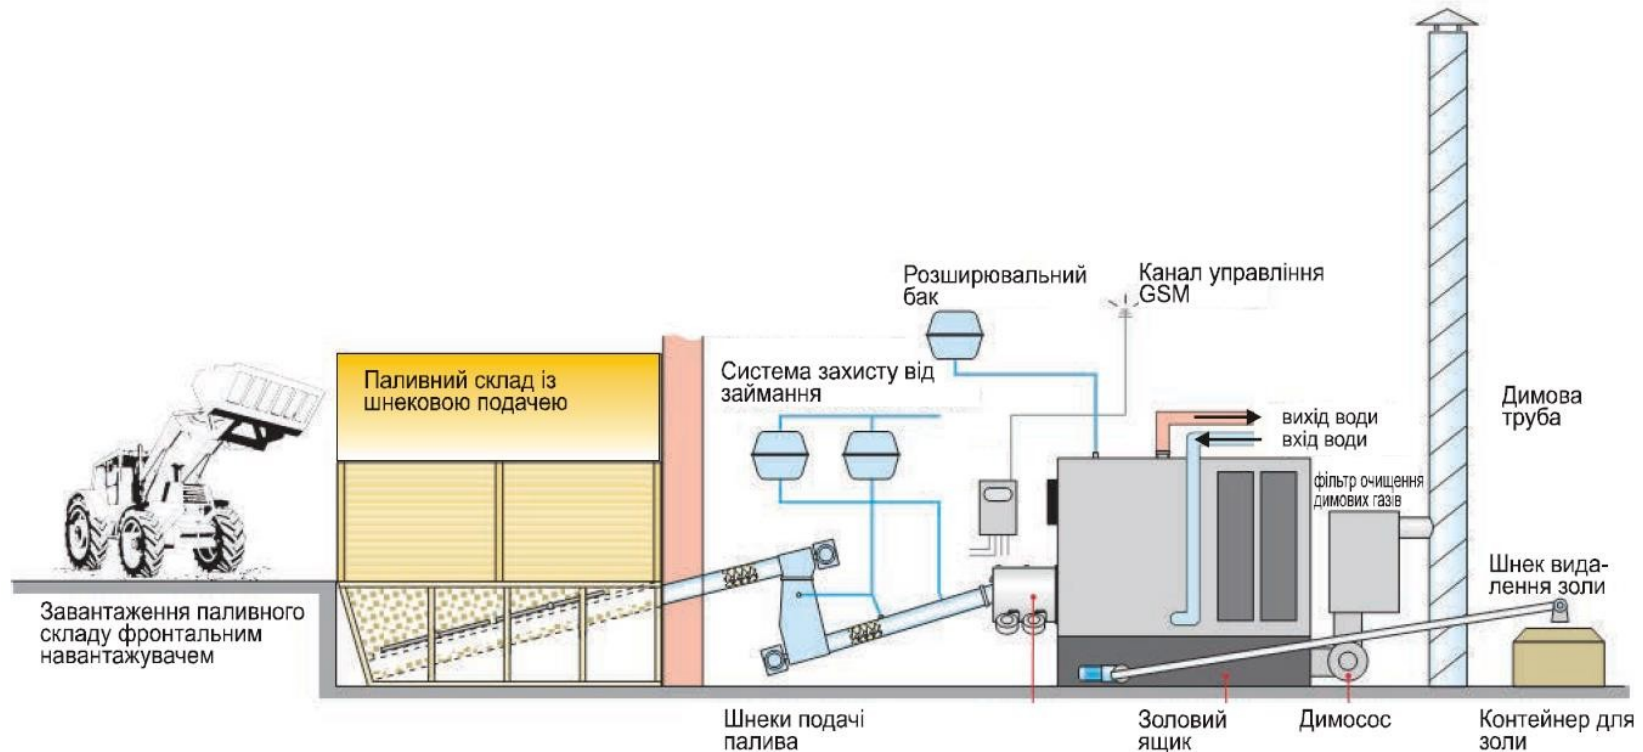 Розширювальний
бак
Канал управління
GSM
Паливний склад із
шнековою подачею
Система захисту від
займання
Димова
труба
вихід води
вхід води
фільтр очищення
димових газів
Шнек вида-
лення золи
Завантаження паливного
складу фронтальним
навантажувачем
Шнеки подачі
палива
Золовий
ящик
Димосос
Контейнер для
золи